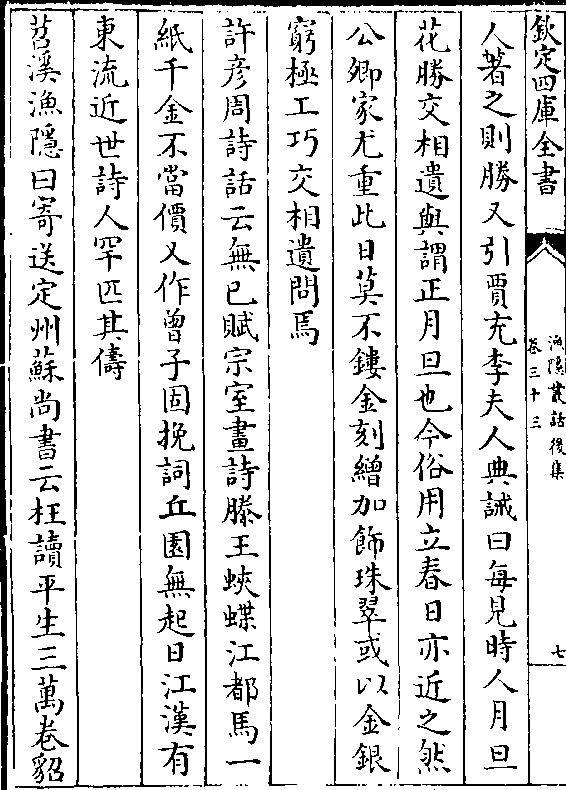 欽定四庫全書
漁隱叢話後集
卷三十三
七
人著之則勝又引賈充李夫人典誡曰每見時人月旦
花勝交相遺與謂正月旦也今俗用立春日亦近之然
公卿家尤重此日莫不鏤金刻繒加飾珠翠或以金銀
窮極工巧交相遺問焉
許彥周詩話云無已賦宗室畫詩滕王蛺蝶江都馬一
紙千金不當價又作曾子固挽詞丘園無起日江漢有
東流近世詩人罕匹其儔
苕溪漁隱曰寄送定州蘇尚書云枉讀平生三萬卷貂